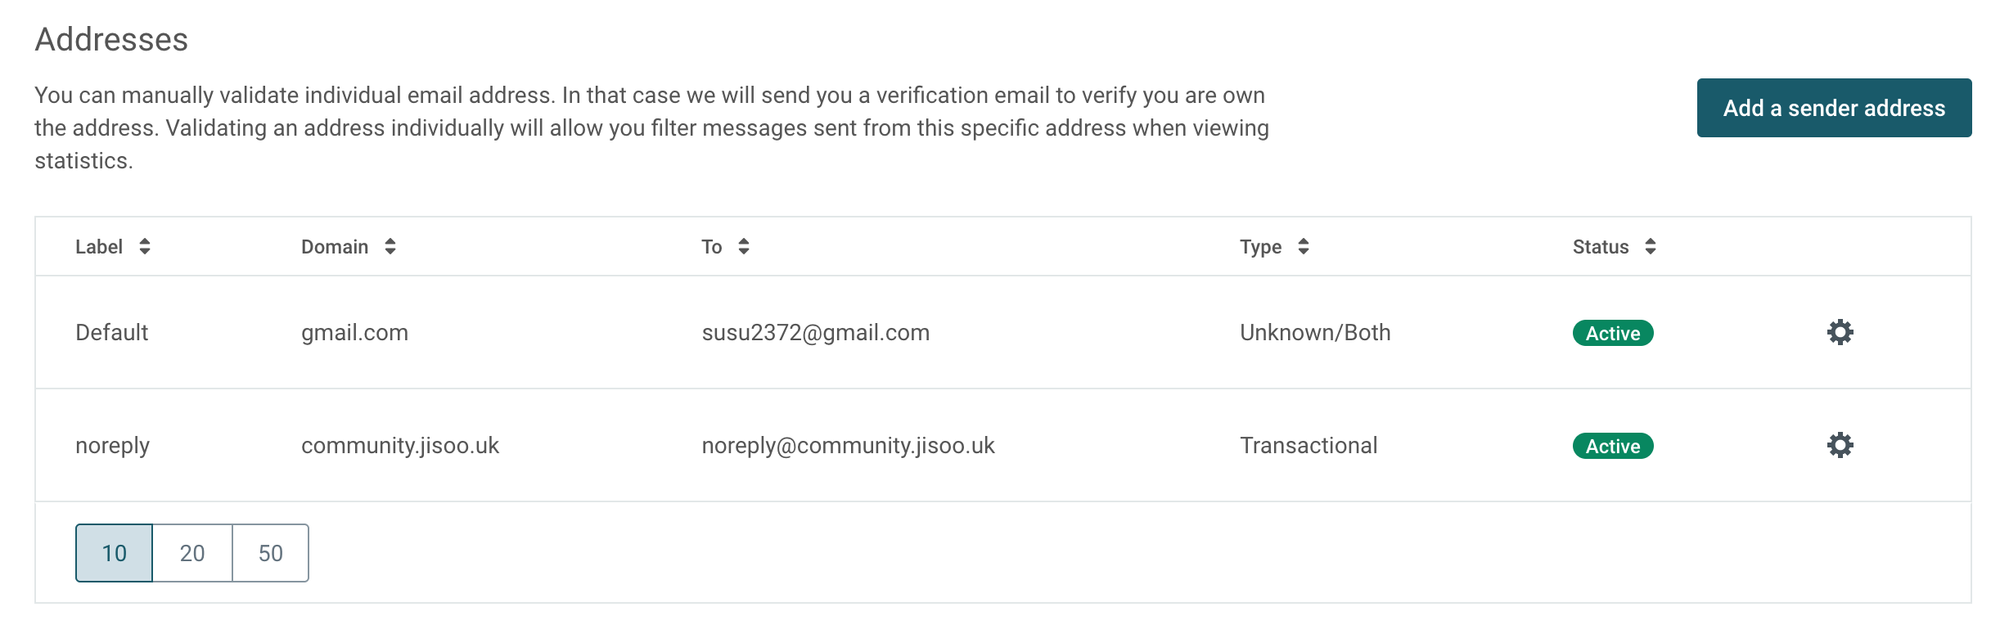 Addresses
You can manually validate individual email address. In that case we will send you a verification email to verify you are own
the address. Validating an address individually will allow you filter messages sent from this specific address when viewing
statistics.
Add a sender address
Label Domain To Type Status
Default gmail.com susu2372@gmail.com Unknown/Both Active
noreply community.jisoo.uk noreply@community.jisoo.uk Transactional Active
10 20 50